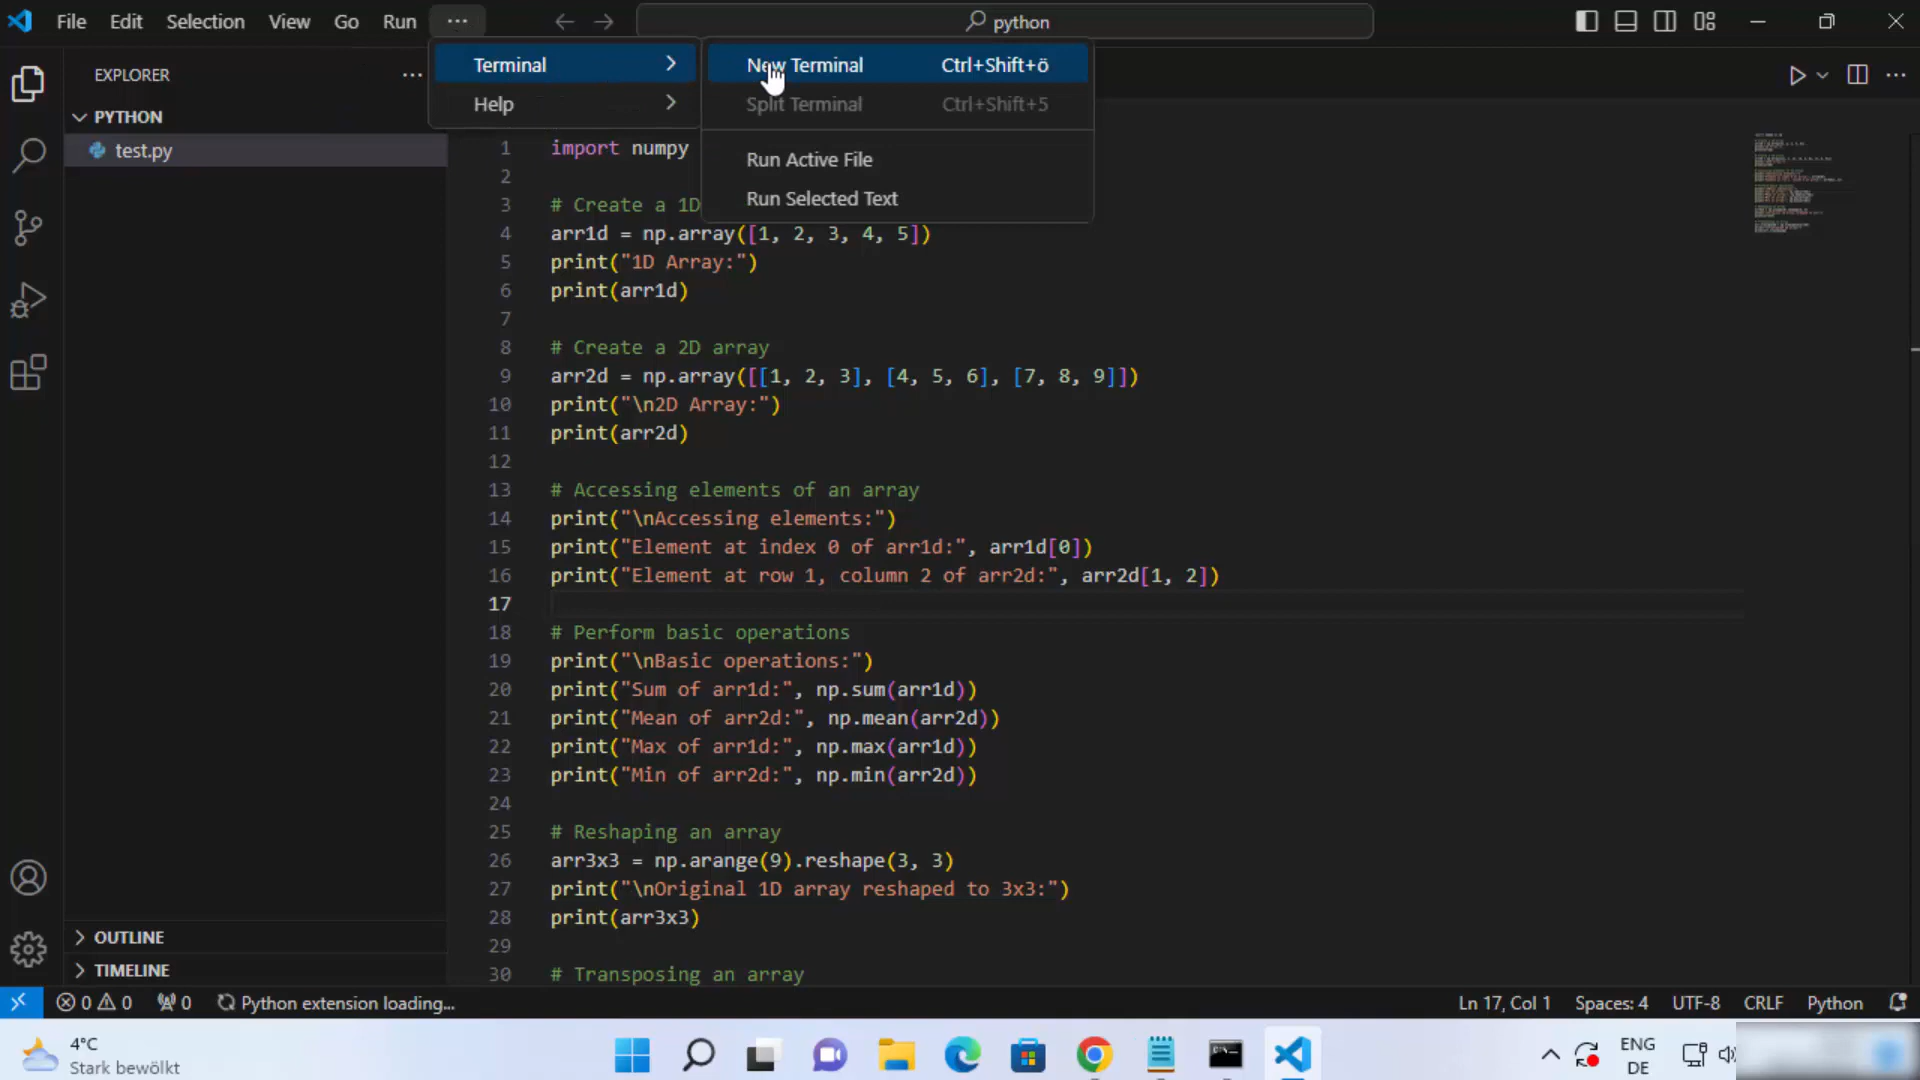 File Edit Selection View Go Run ··· python
Terminal
New Terminal Ctrl+Shift+ö
Help
Split Terminal Ctrl+Shift+5
Run Active File
Run Selected Text
EXPLORER ···
PYTHON
test.py
OUTLINE
TIMELINE
1 import numpy
2
3 # Create a 1D
4 arr1d = np.array([1, 2, 3, 4, 5])
5 print("1D Array:")
6 print(arr1d)
7
8 # Create a 2D array
9 arr2d = np.array([[1, 2, 3], [4, 5, 6], [7, 8, 9]])
10 print("\n2D Array:")
11 print(arr2d)
12
13 # Accessing elements of an array
14 print("\nAccessing elements:")
15 print("Element at index 0 of arr1d:", arr1d[0])
16 print("Element at row 1, column 2 of arr2d:", arr2d[1, 2])
17
18 # Perform basic operations
19 print("\nBasic operations:")
20 print("Sum of arr1d:", np.sum(arr1d))
21 print("Mean of arr2d:", np.mean(arr2d))
22 print("Max of arr1d:", np.max(arr1d))
23 print("Min of arr2d:", np.min(arr2d))
24
25 # Reshaping an array
26 arr3x3 = np.arange(9).reshape(3, 3)
27 print("\nOriginal 1D array reshaped to 3x3:")
28 print(arr3x3)
29
30 # Transposing an array
0 0 0 Python extension loading... Ln 17, Col 1 Spaces: 4 UTF-8 CRLF Python
4°C
Stark bewölkt
ENG
DE